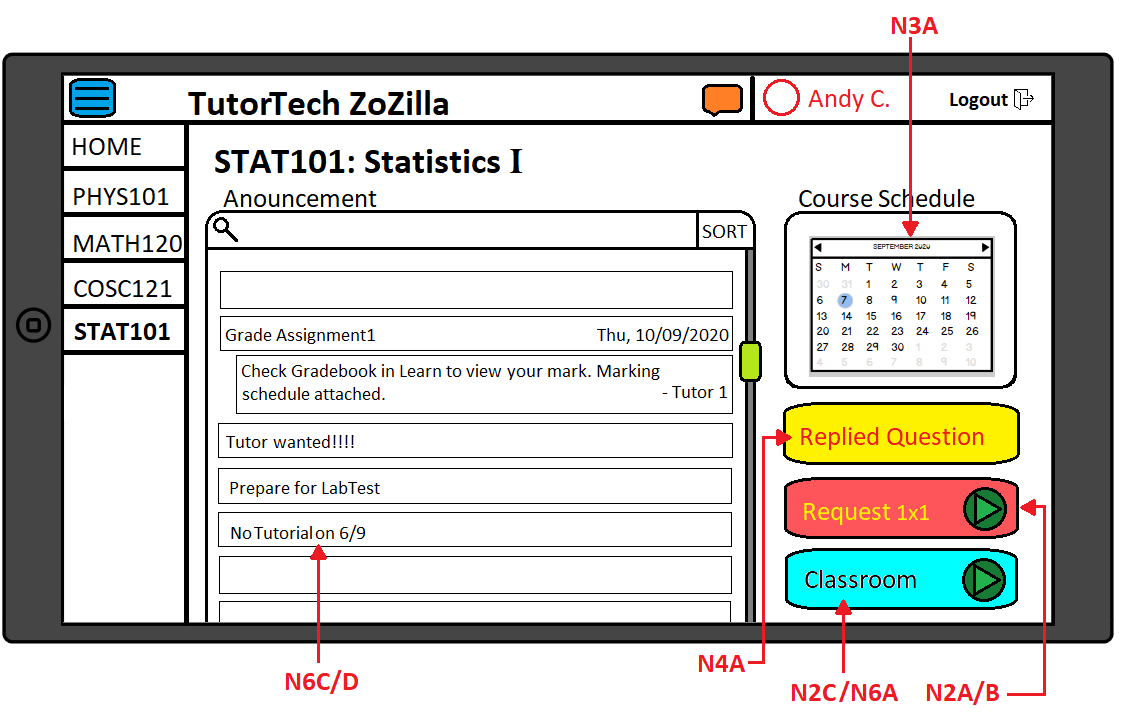 N3A
TutorTech ZoZilla
Andy C.
Logout
HOME
PHYS101
MATH120
COSC121
STAT101
STAT101: Statistics I
Anouncement
SORT
Grade Assignment1 Thu, 10/09/2020
Check Gradebook in Learn to view your mark. Marking
schedule attached. - Tutor 1
Tutor wanted!!!!
Prepare for LabTest
No Tutorial on 6/9
Course Schedule
SEPTEMBER 2020
S M T W T F S
30 31 1 2 3 4 5
6 7 8 9 10 11 12
13 14 15 16 17 18 19
20 21 22 23 24 25 26
27 28 29 30 1 2 3
4 5 6 7 8 9 10
Replied Question
Request 1x1
Classroom
N6C/D
N4A
N2C/N6A
N2A/B